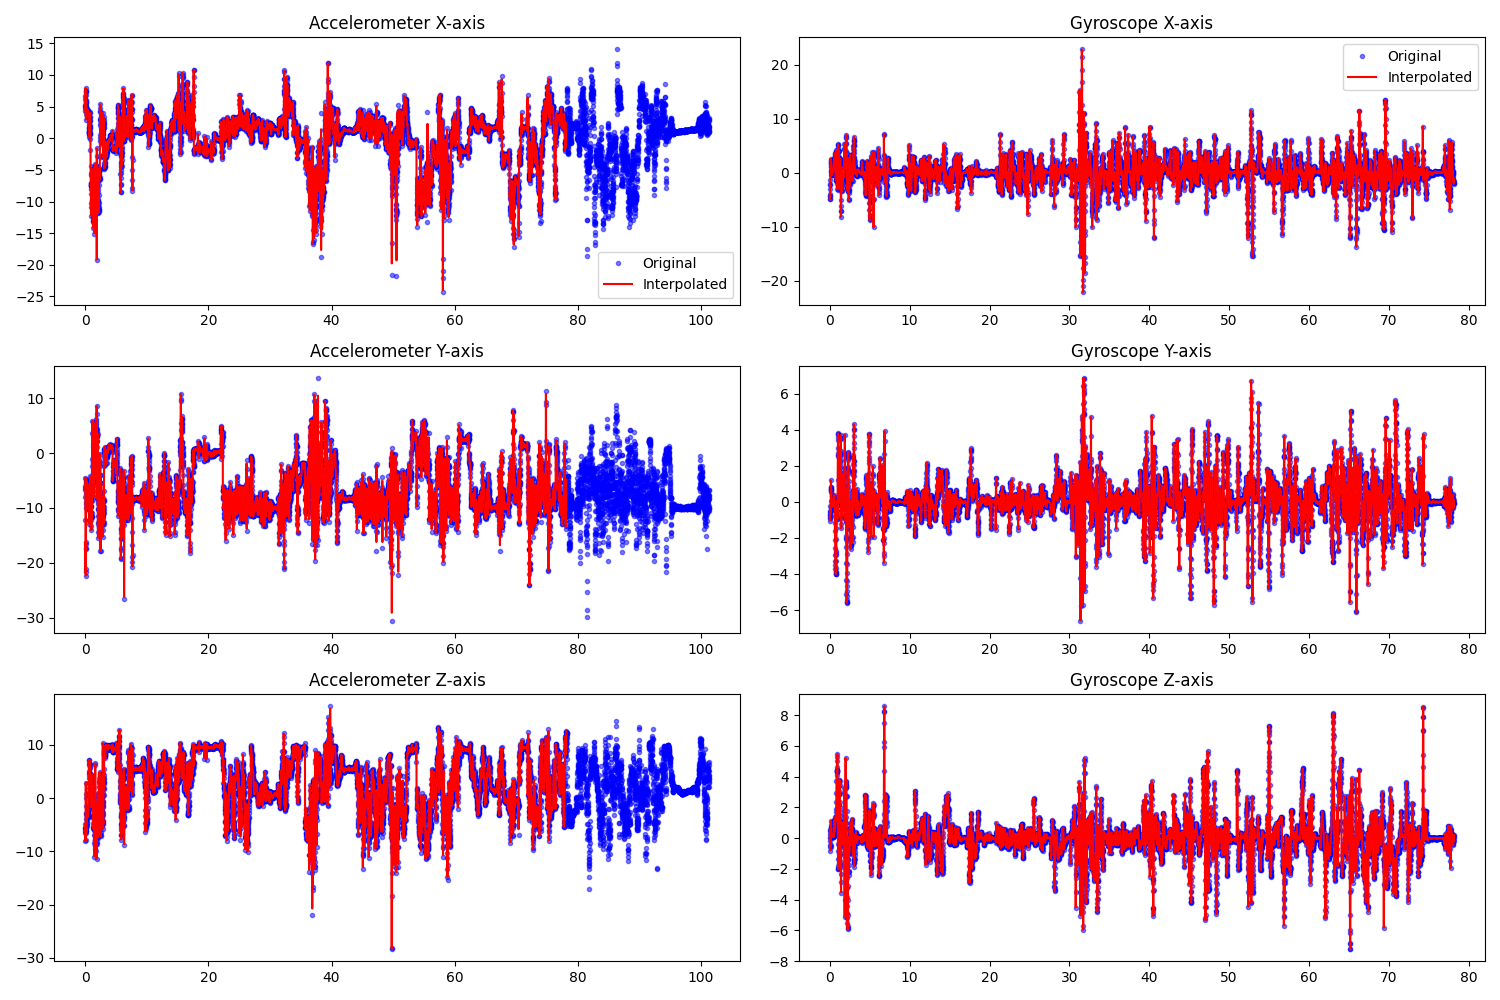 Accelerometer X-axis
15
10
5
0
−5
−10
−15
−20
−25
0 20 40 60 80 100
Original
Interpolated
Gyroscope X-axis
20
10
0
−10
−20
0 10 20 30 40 50 60 70 80
Original
Interpolated
Accelerometer Y-axis
10
0
−10
−20
−30
0 20 40 60 80 100
Gyroscope Y-axis
6
4
2
0
−2
−4
−6
0 10 20 30 40 50 60 70 80
Accelerometer Z-axis
10
0
−10
−20
−30
0 20 40 60 80 100
Gyroscope Z-axis
8
6
4
2
0
−2
−4
−6
−8
0 10 20 30 40 50 60 70 80